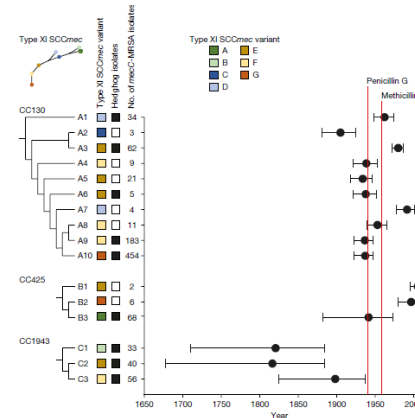 Type XI SCCmec
Type XI SCCmec variant
Hedgehog isolates
No. of mecC-MRSA isolates
Type XI SCCmec variant
A E
B F
C G
D
Penicillin G
CC130
A1 34
A2 3
A3 62
A4 9
A5 21
A6 5
A7 4
A8 11
A9 183
A10 454
CC425
B1 2
B2 6
B3 68
CC1943
C1 33
C2 40
C3 56
1650 1700 1750 1800 1850 1900 1950
Year